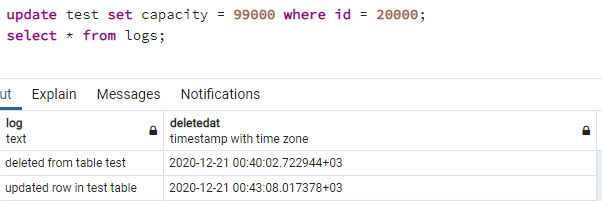 update test set capacity = 99000 where id = 20000;
select * from logs;
ut Explain Messages Notifications
log deletedat
text timestamp with time zone
deleted from table test 2020-12-21 00:40:02.722944+03
updated row in test table 2020-12-21 00:43:08.017378+03